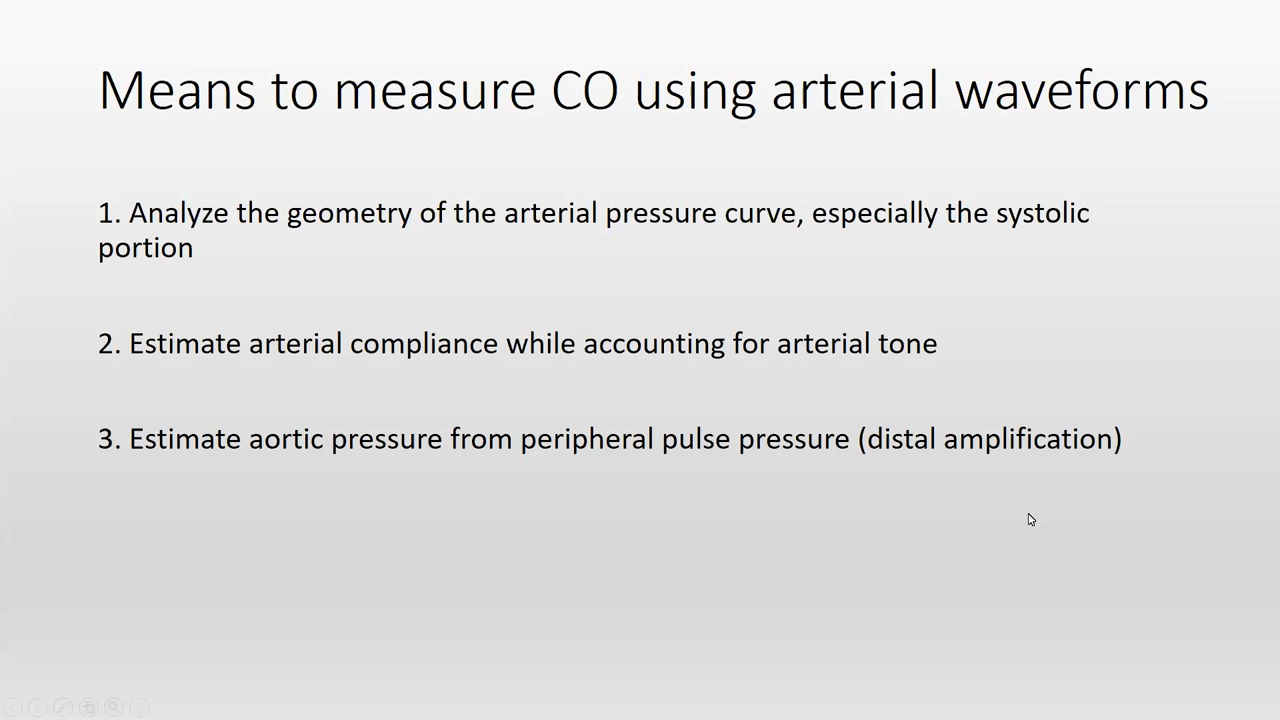 Means to measure CO using arterial waveforms
1. Analyze the geometry of the arterial pressure curve, especially the systolic
portion
2. Estimate arterial compliance while accounting for arterial tone
3. Estimate aortic pressure from peripheral pulse pressure (distal amplification)